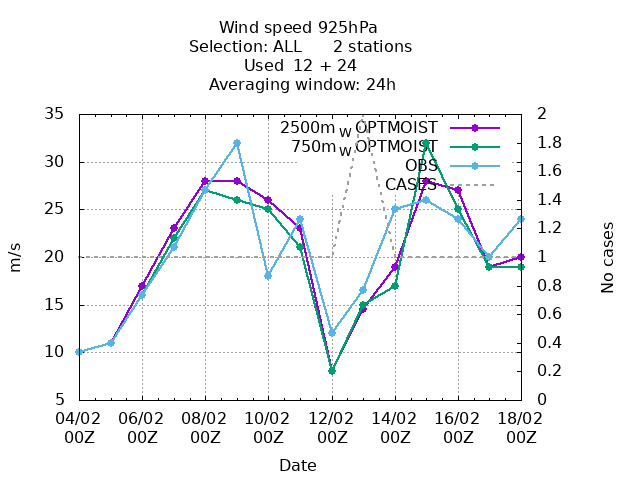 Wind speed 925hPa
Selection: ALL      2 stations
Used  12 + 24
Averaging window: 24h
35
30
25
20
15
10
5
2
1.8
1.6
1.4
1.2
1
0.8
0.6
0.4
0.2
0
m/s
No cases
2500m WOPTMOIST
750m WOPTMOIST
OBS
CASES
04/02 06/02 08/02 10/02 12/02 14/02 16/02 18/02
00Z 00Z 00Z 00Z 00Z 00Z 00Z 00Z
Date